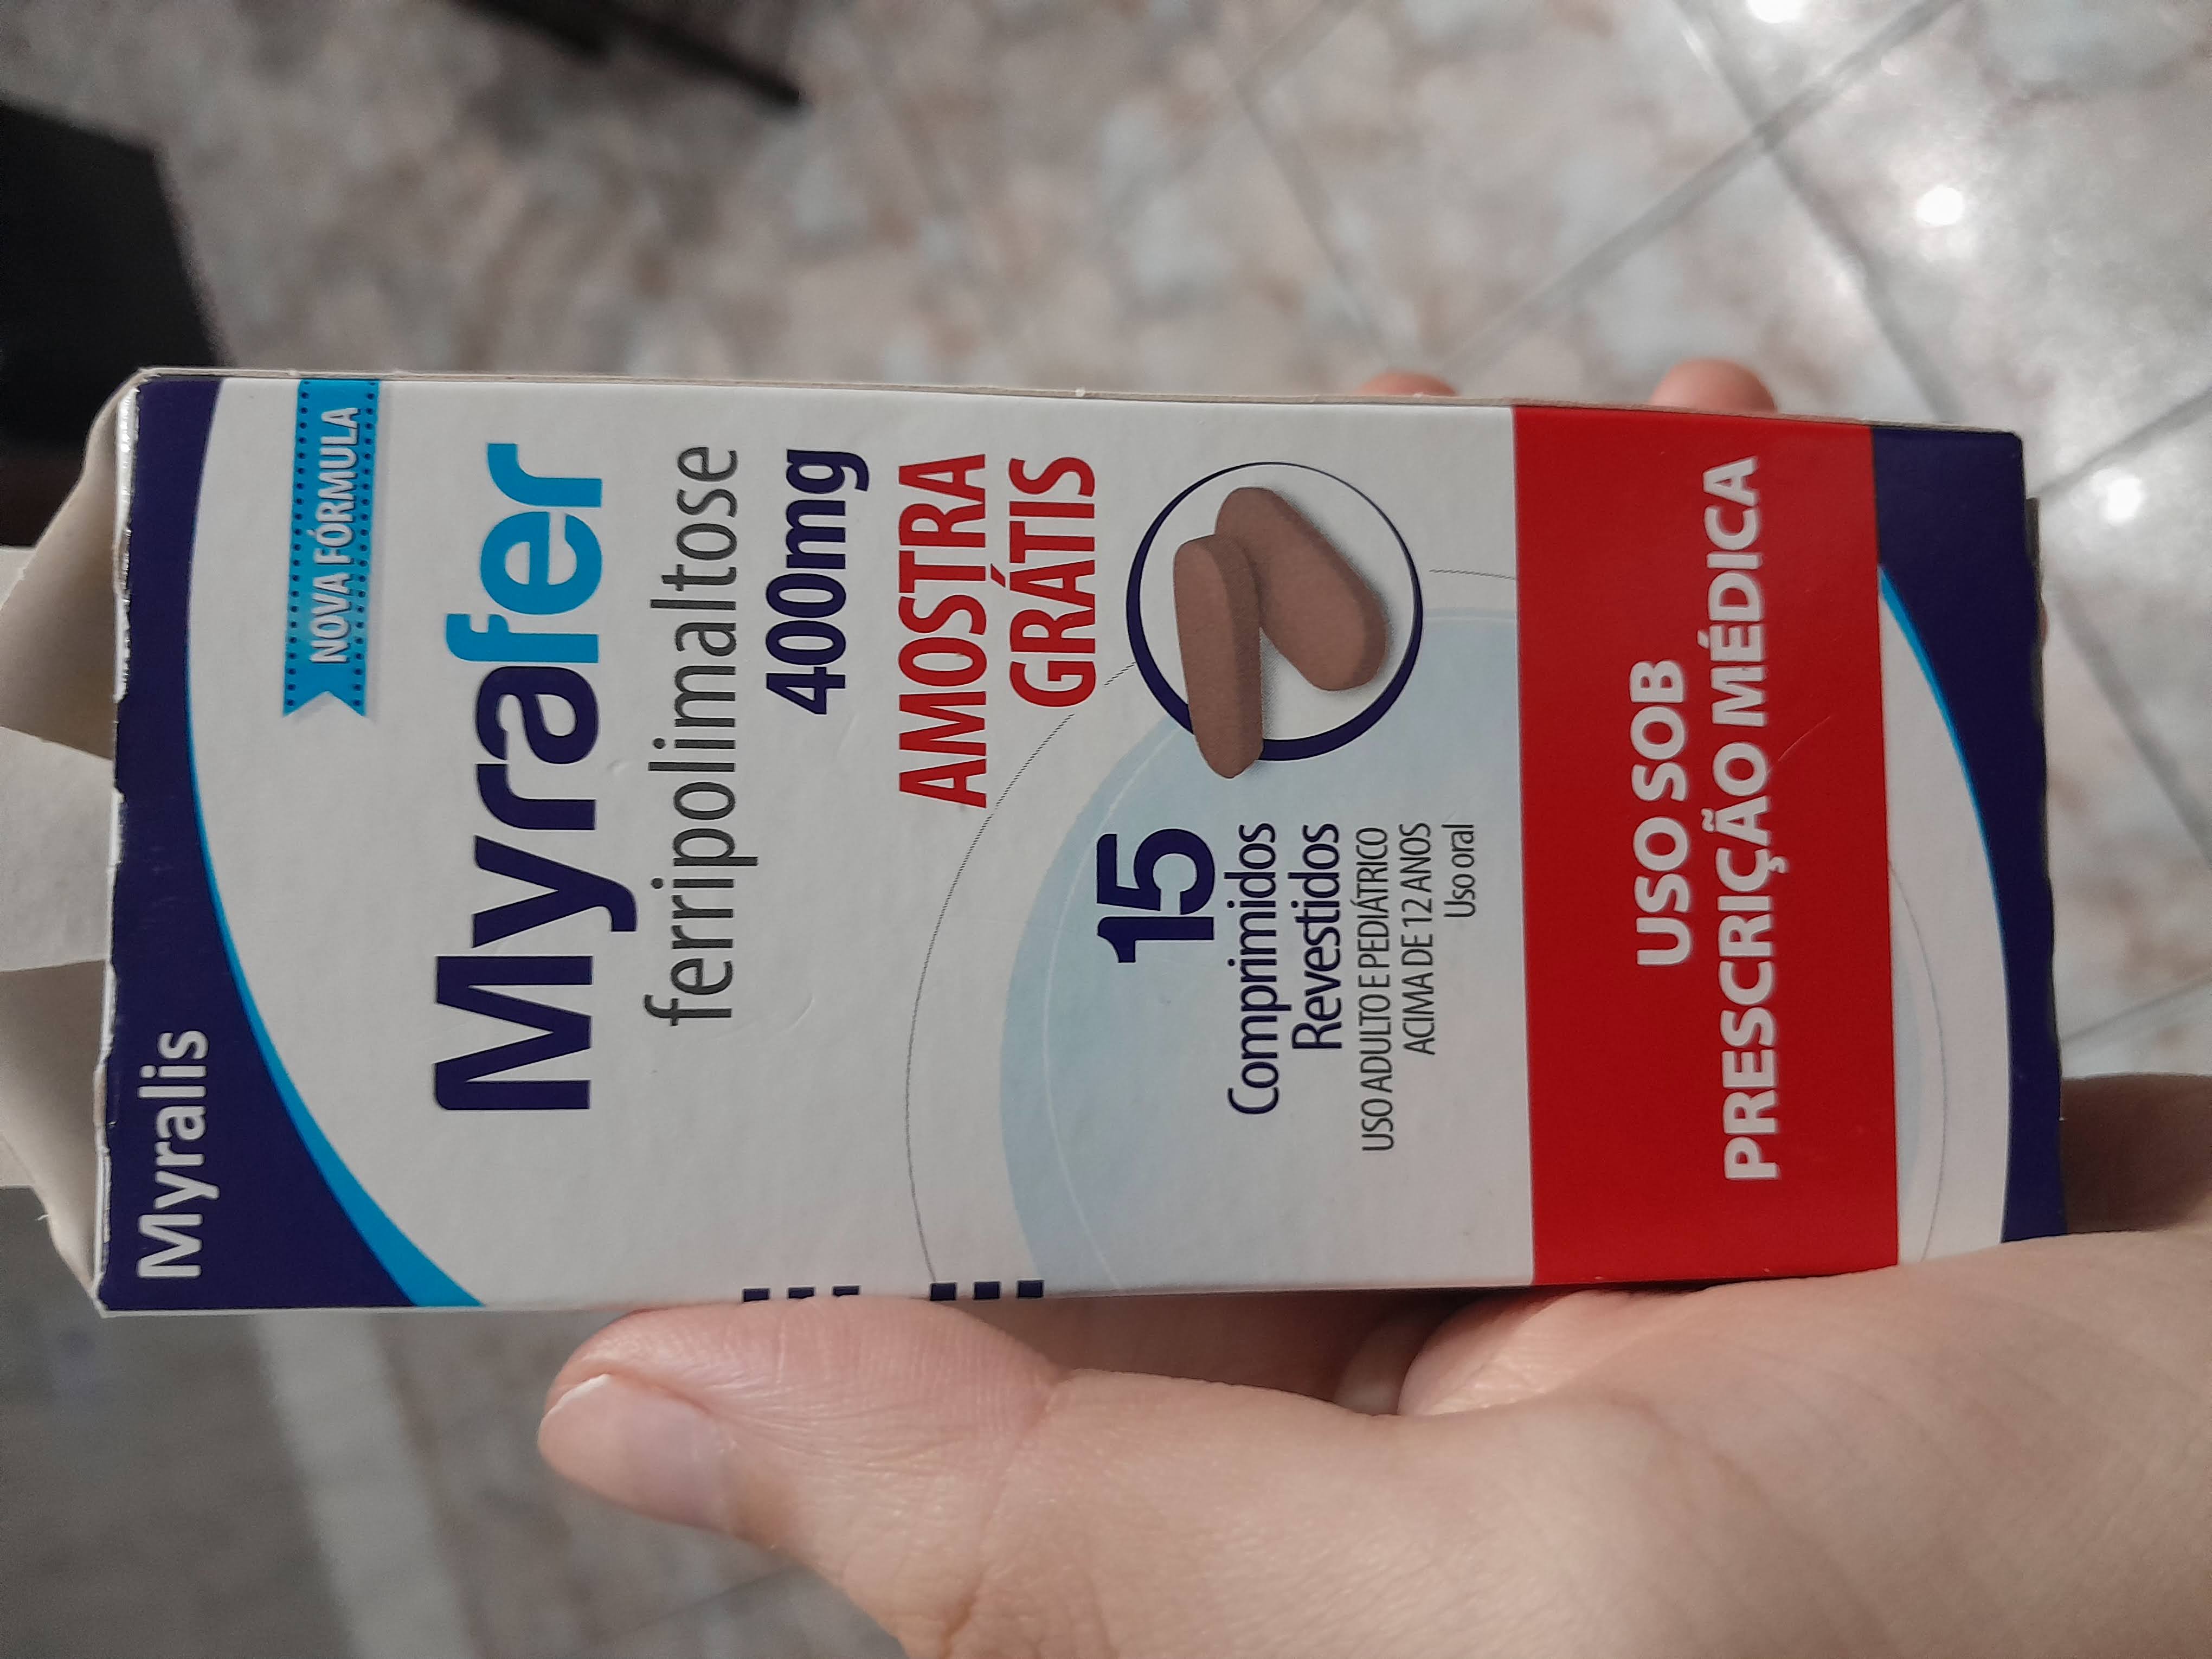 Myralis
NOVA FÓRMULA
Myrafer
ferripolimaltose
400mg
AMOSTRA
GRÁTIS
15
Comprimidos
Revestidos
USO ADULTO E PEDIÁTRICO
ACIMA DE 12 ANOS
Uso oral
USO SOB
PRESCRIÇÃO MÉDICA